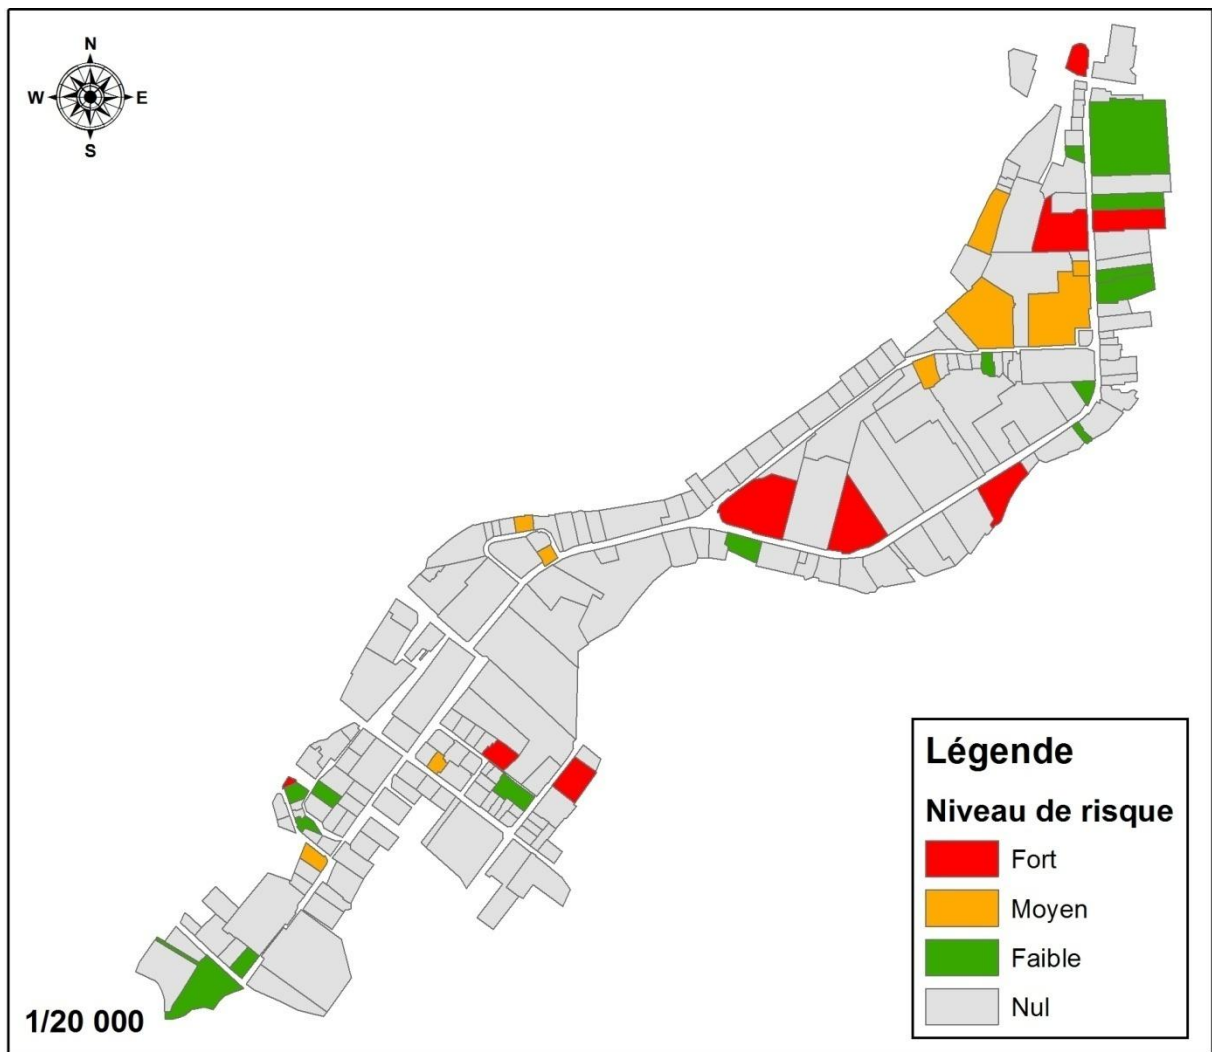 N
W E
S
Légende
Niveau de risque
Fort
Moyen
Faible
Nul
1/20 000